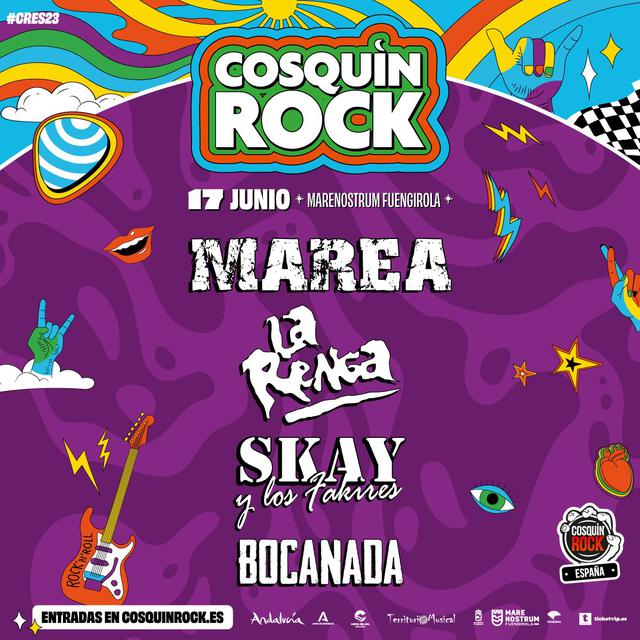 #CRES23
COSQUÍN
ROCK
17 JUNIO + MARENOSTRUM FUENGIROLA +
MAREA
La
Renga
SKAY
y los Fakires
BOCANADA
ROCK N' ROLL
COSQUÍN
ROCK
ESPAÑA
ENTRADAS EN COSQUINROCK.ES
Andalucía
Territorio Musical
MARE
NOSTRUM
FUENGIROLA
t ticketvip.es